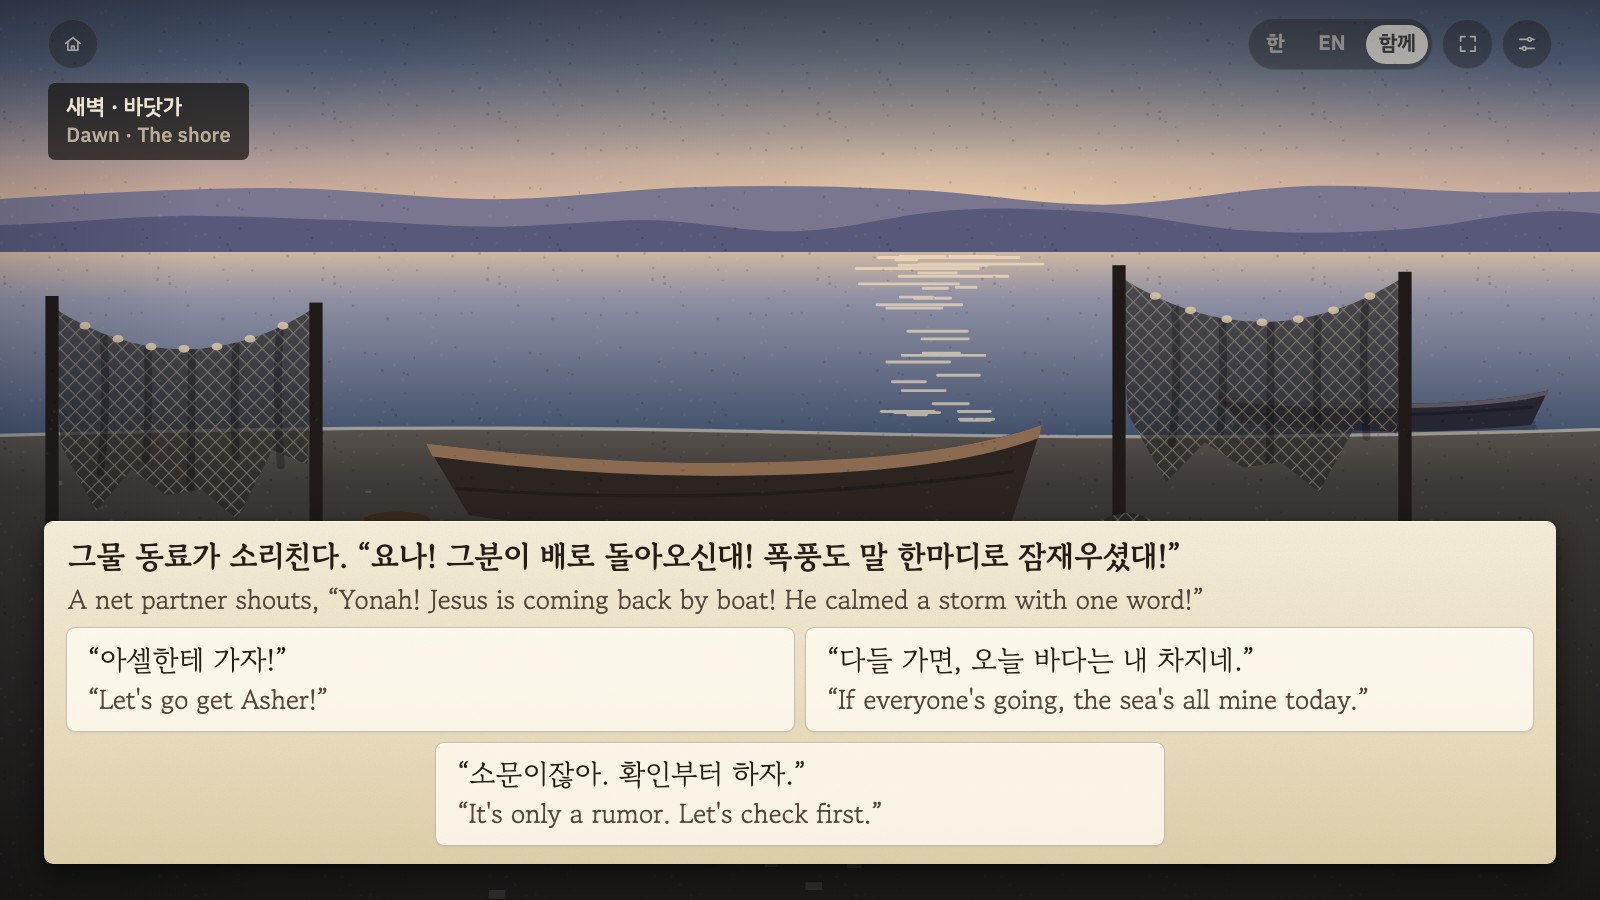 한 EN 함께
새벽 · 바닷가
Dawn · The shore
그물 동료가 소리친다. “요나! 그분이 배로 돌아오신대! 폭풍도 말 한마디로 잠재우셨대!”
A net partner shouts, “Yonah! Jesus is coming back by boat! He calmed a storm with one word!”
“아셀한테 가자!”
“Let's go get Asher!”
“다들 가면, 오늘 바다는 내 차지네.”
“If everyone's going, the sea's all mine today.”
“소문이잖아. 확인부터 하자.”
“It's only a rumor. Let's check first.”